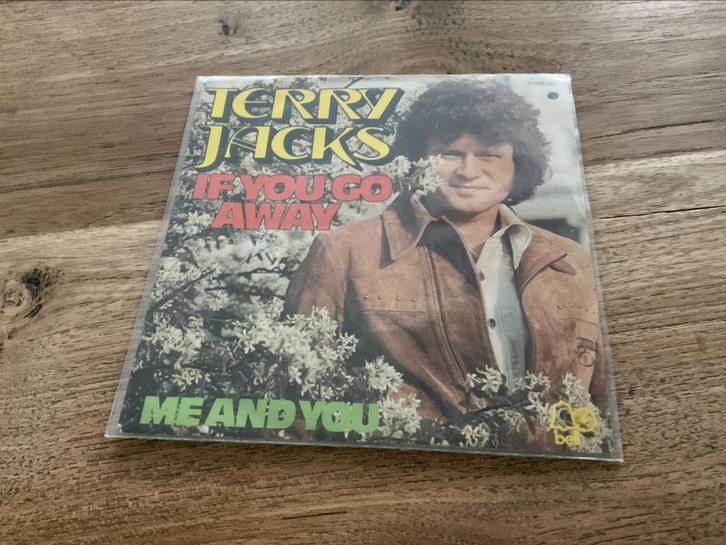 TERRY
JACKS
IF YOU GO
AWAY
ME AND YOU
bell